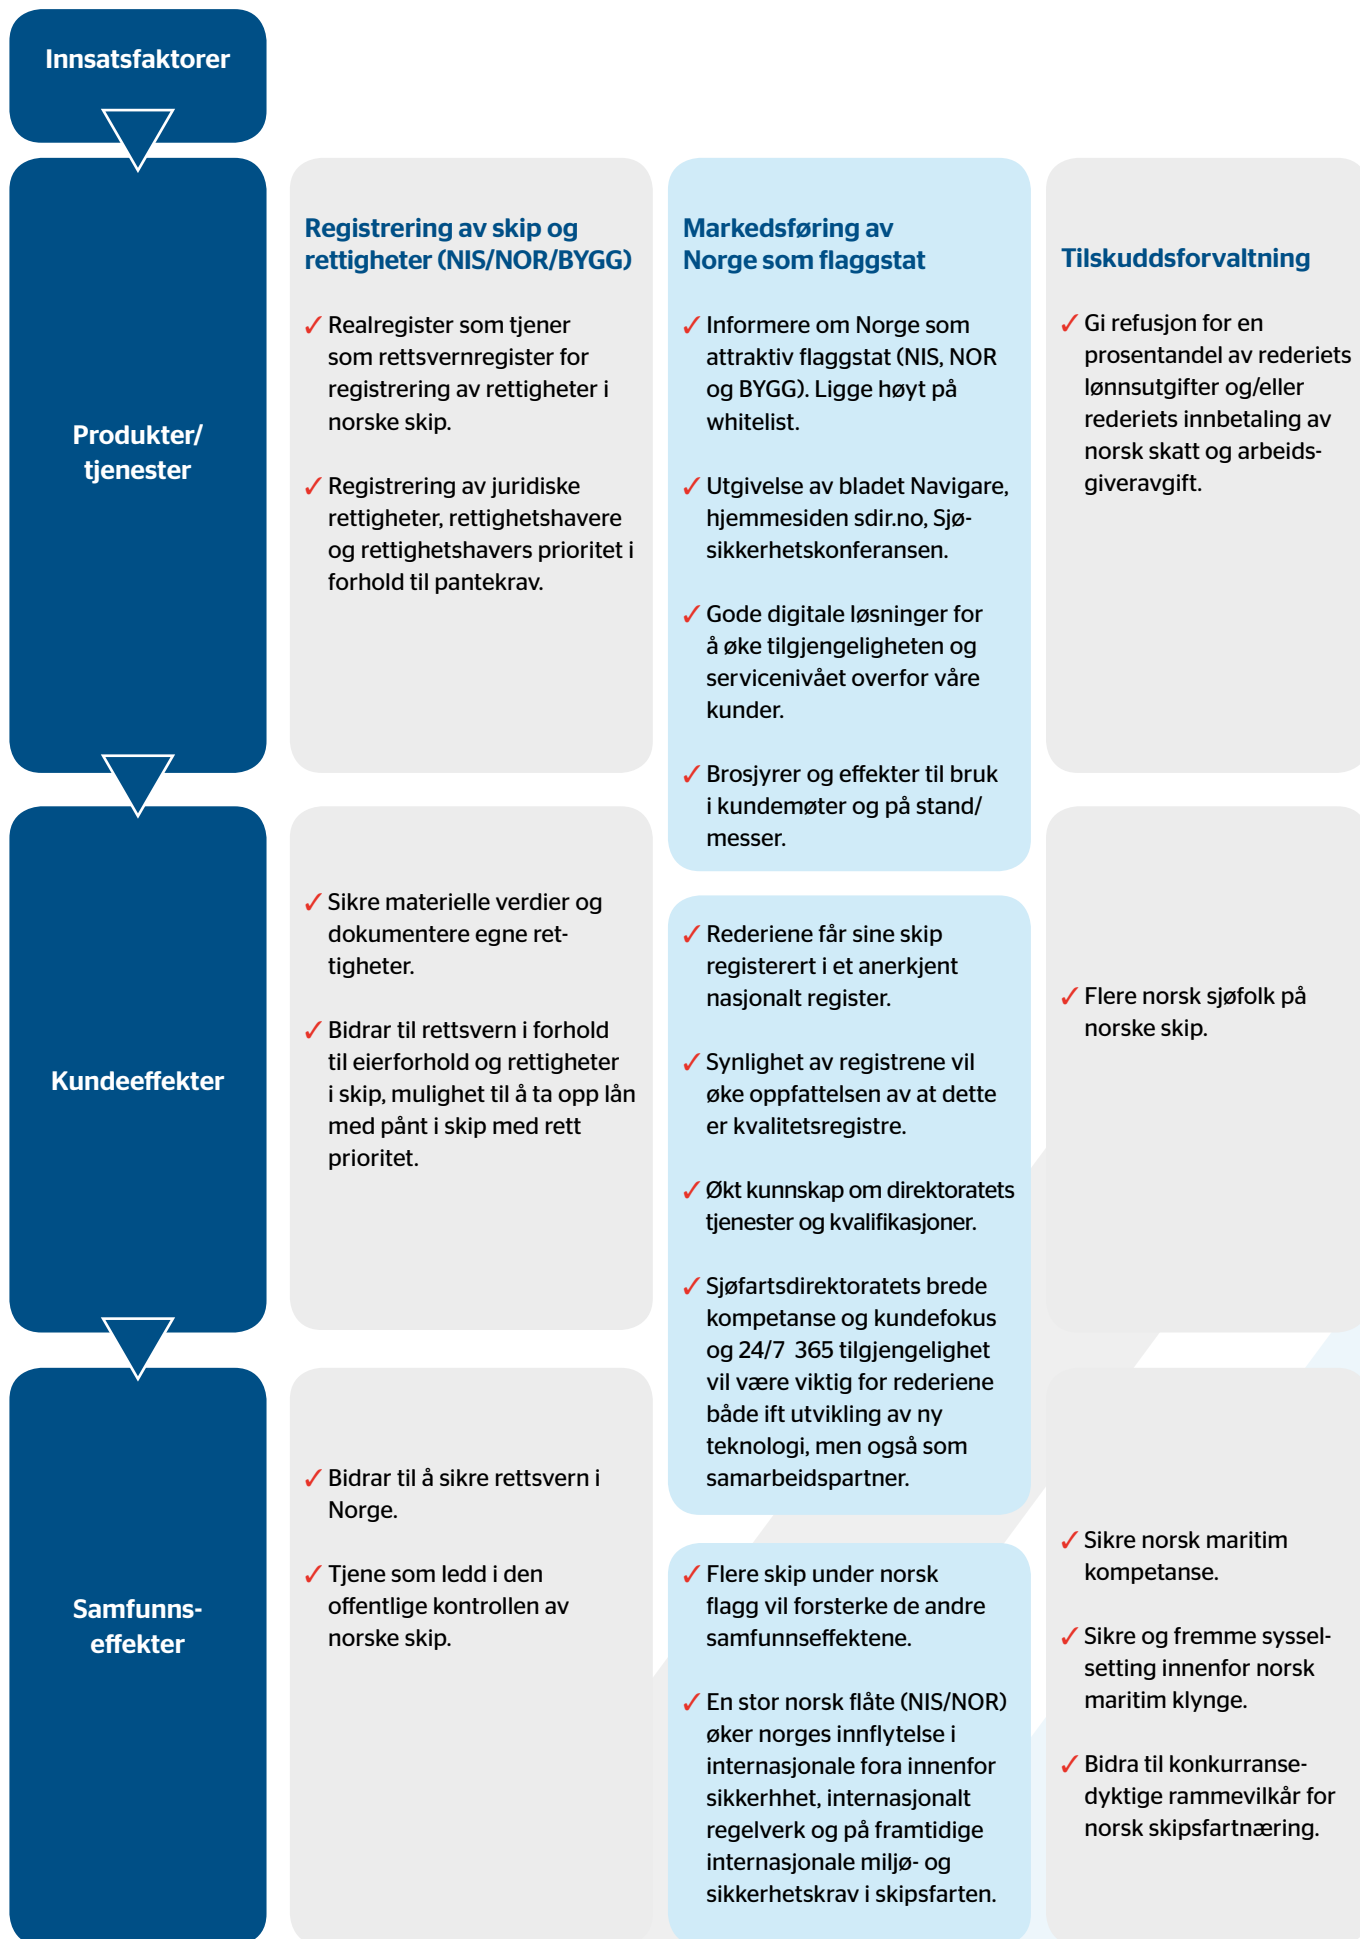 Innsatsfaktorer
Produkter/
tjenester
Registrering av skip og
rettigheter (NIS/NOR/BYGG)
✓ Realregister som tjener
som rettsvernregister for
registrering av rettigheter i
norske skip.
✓ Registrering av juridiske
rettigheter, rettighetshavere
og rettighetshavers prioritet i
forhold til pantekrav.
Markedsføring av
Norge som flaggstat
✓ Informere om Norge som
attraktiv flaggstat (NIS, NOR
og BYGG). Ligge høyt på
whitelist.
✓ Utgivelse av bladet Navigare,
hjemmesiden sdir.no, Sjø-
sikkerhetskonferansen.
✓ Gode digitale løsninger for
å øke tilgjengeligheten og
servicenivået overfor våre
kunder.
✓ Brosjyrer og effekter til bruk
i kundemøter og på stand/
messer.
Tilskuddsforvaltning
✓ Gi refusjon for en
prosentandel av rederiets
lønnsutgifter og/eller
rederiets innbetaling av
norsk skatt og arbeids-
giveravgift.
Kundeeffekter
✓ Sikre materielle verdier og
dokumentere egne ret-
tigheter.
✓ Bidrar til rettsvern i forhold
til eierforhold og rettigheter
i skip, mulighet til å ta opp lån
med pånt i skip med rett
prioritet.
✓ Rederiene får sine skip
registerert i et anerkjent
nasjonalt register.
✓ Synlighet av registrene vil
øke oppfattelsen av at dette
er kvalitetsregistre.
✓ Økt kunnskap om direktoratets
tjenester og kvalifikasjoner.
✓ Sjøfartsdirektoratets brede
kompetanse og kundefokus
og 24/7 365 tilgjengelighet
vil være viktig for rederiene
både ift utvikling av ny
teknologi, men også som
samarbeidspartner.
✓ Flere norsk sjøfolk på
norske skip.
Samfunns-
effekter
✓ Bidrar til å sikre rettsvern i
Norge.
✓ Tjene som ledd i den
offentlige kontrollen av
norske skip.
✓ Flere skip under norsk
flagg vil forsterke de andre
samfunnseffektene.
✓ En stor norsk flåte (NIS/NOR)
øker norges innflytelse i
internasjonale fora innenfor
sikkerhhet, internasjonalt
regelverk og på framtidige
internasjonale miljø- og
sikkerhetskrav i skipsfarten.
✓ Sikre norsk maritim
kompetanse.
✓ Sikre og fremme syssel-
setting innenfor norsk
maritim klynge.
✓ Bidra til konkurranse-
dyktige rammevilkår for
norsk skipsfartnæring.